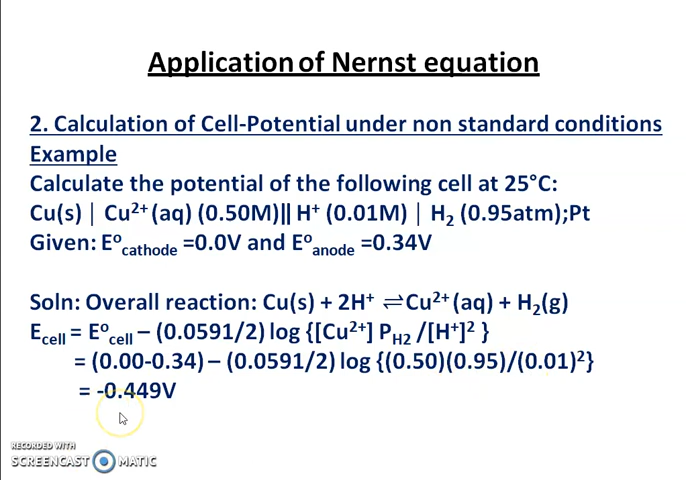 Application of Nernst equation
2. Calculation of Cell-Potential under non standard conditions
Example
Calculate the potential of the following cell at 25°C:
Cu(s) | Cu²⁺ (aq) (0.50M)‖ H⁺ (0.01M) | H₂ (0.95atm);Pt
Given: E°cathode =0.0V and E°anode =0.34V
Soln: Overall reaction: Cu(s) + 2H⁺ ⇌Cu²⁺ (aq) + H₂(g)
Ecell = E°cell – (0.0591/2) log {[Cu²⁺] PH2 /[H⁺]² }
= (0.00-0.34) – (0.0591/2) log {(0.50)(0.95)/(0.01)²}
= -0.449V
RECORDED WITH
SCREENCAST MATIC